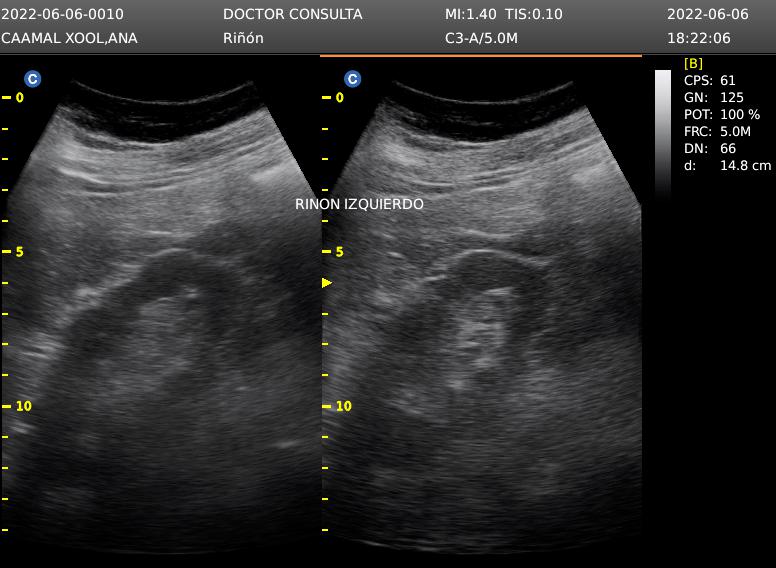 2022-06-06-0010 DOCTOR CONSULTA MI:1.40 TIS:0.10 2022-06-06
CAAMAL XOOL,ANA Riñón C3-A/5.0M 18:22:06
[B]
C C CPS: 61
0 0 GN: 125
POT: 100 %
FRC: 5.0M
DN: 66
d: 14.8 cm
RINON IZQUIERDO
5 5
10 10